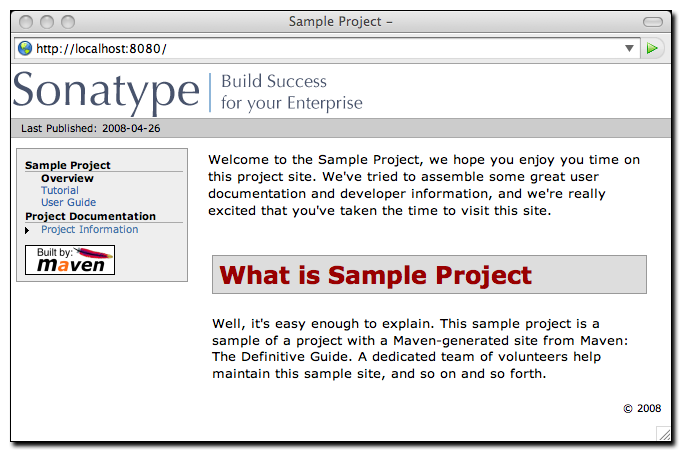 Sample Project –
http://localhost:8080/
Sonatype
Build Success
for your Enterprise
Last Published: 2008-04-26
Sample Project
Overview
Tutorial
User Guide
Project Documentation
Project Information
Built by:
maven
Welcome to the Sample Project, we hope you enjoy you time on
this project site. We've tried to assemble some great user
documentation and developer information, and we're really
excited that you've taken the time to visit this site.
What is Sample Project
Well, it's easy enough to explain. This sample project is a
sample of a project with a Maven-generated site from Maven:
The Definitive Guide. A dedicated team of volunteers help
maintain this sample site, and so on and so forth.
© 2008